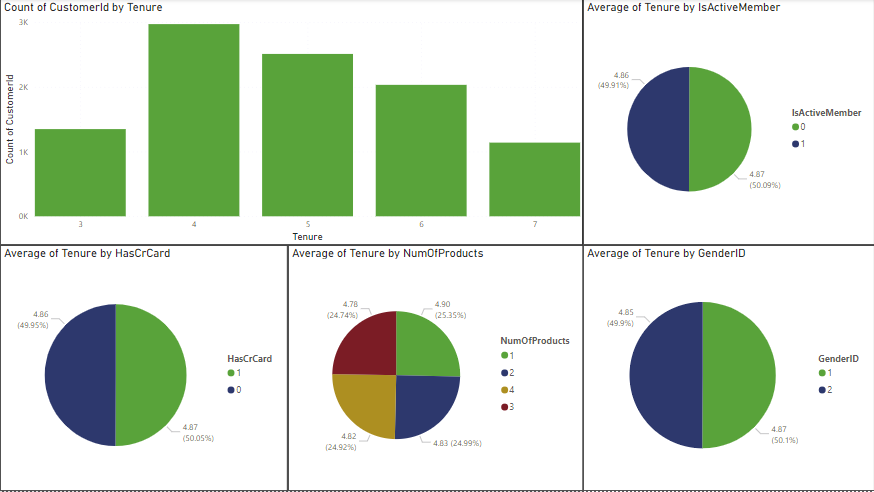 Count of CustomerId by Tenure
Count of CustomerId
3K
2K
1K
0K
3
4
5
6
7
Tenure
Average of Tenure by IsActiveMember
4.86
(49.91%)
4.87
(50.09%)
IsActiveMember
0
1
Average of Tenure by HasCrCard
4.86
(49.95%)
4.87
(50.05%)
HasCrCard
1
0
Average of Tenure by NumOfProducts
4.78
(24.74%)
4.90
(25.35%)
4.82
(24.92%)
4.83 (24.99%)
NumOfProducts
1
2
4
3
Average of Tenure by GenderID
4.85
(49.9%)
4.87
(50.1%)
GenderID
1
2